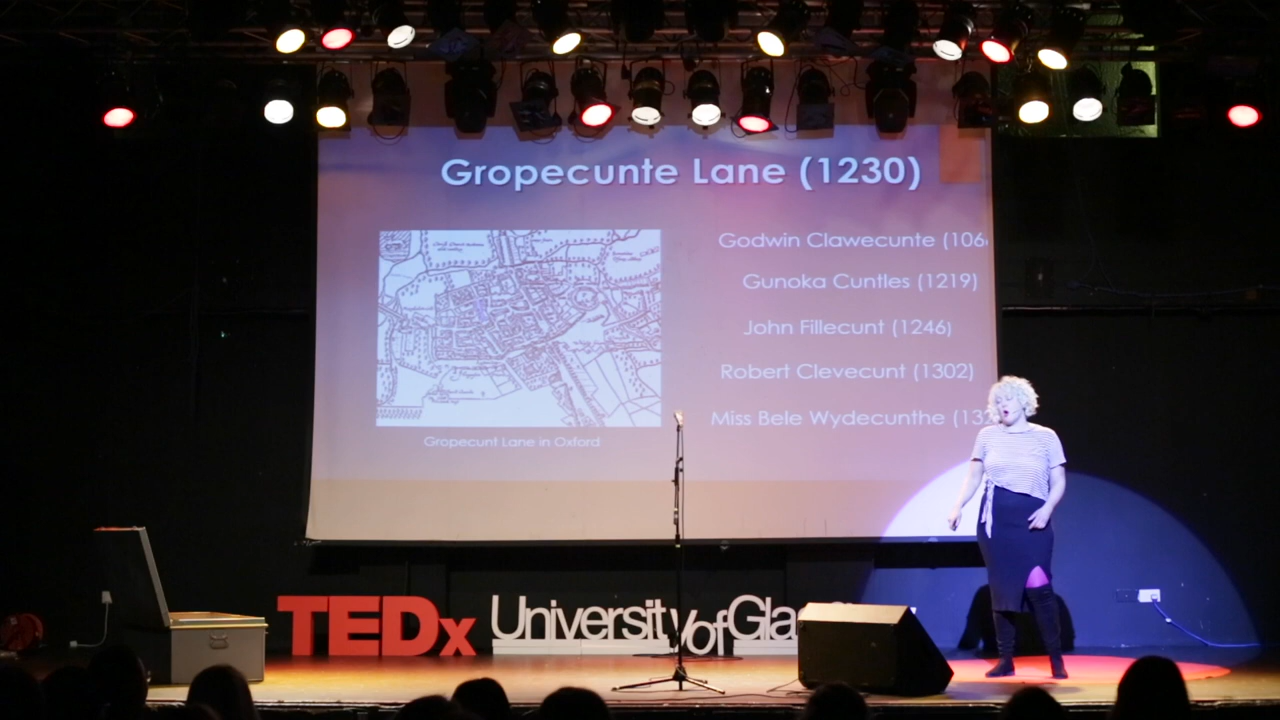 Gropecunte Lane (1230)
Godwin Clawecunte (106
Gunoka Cuntles (1219)
John Fillecunt (1246)
Robert Clevecunt (1302)
Miss Bele Wydecunthe (13
Gropecunt Lane in Oxford
TEDx UniversityofGla